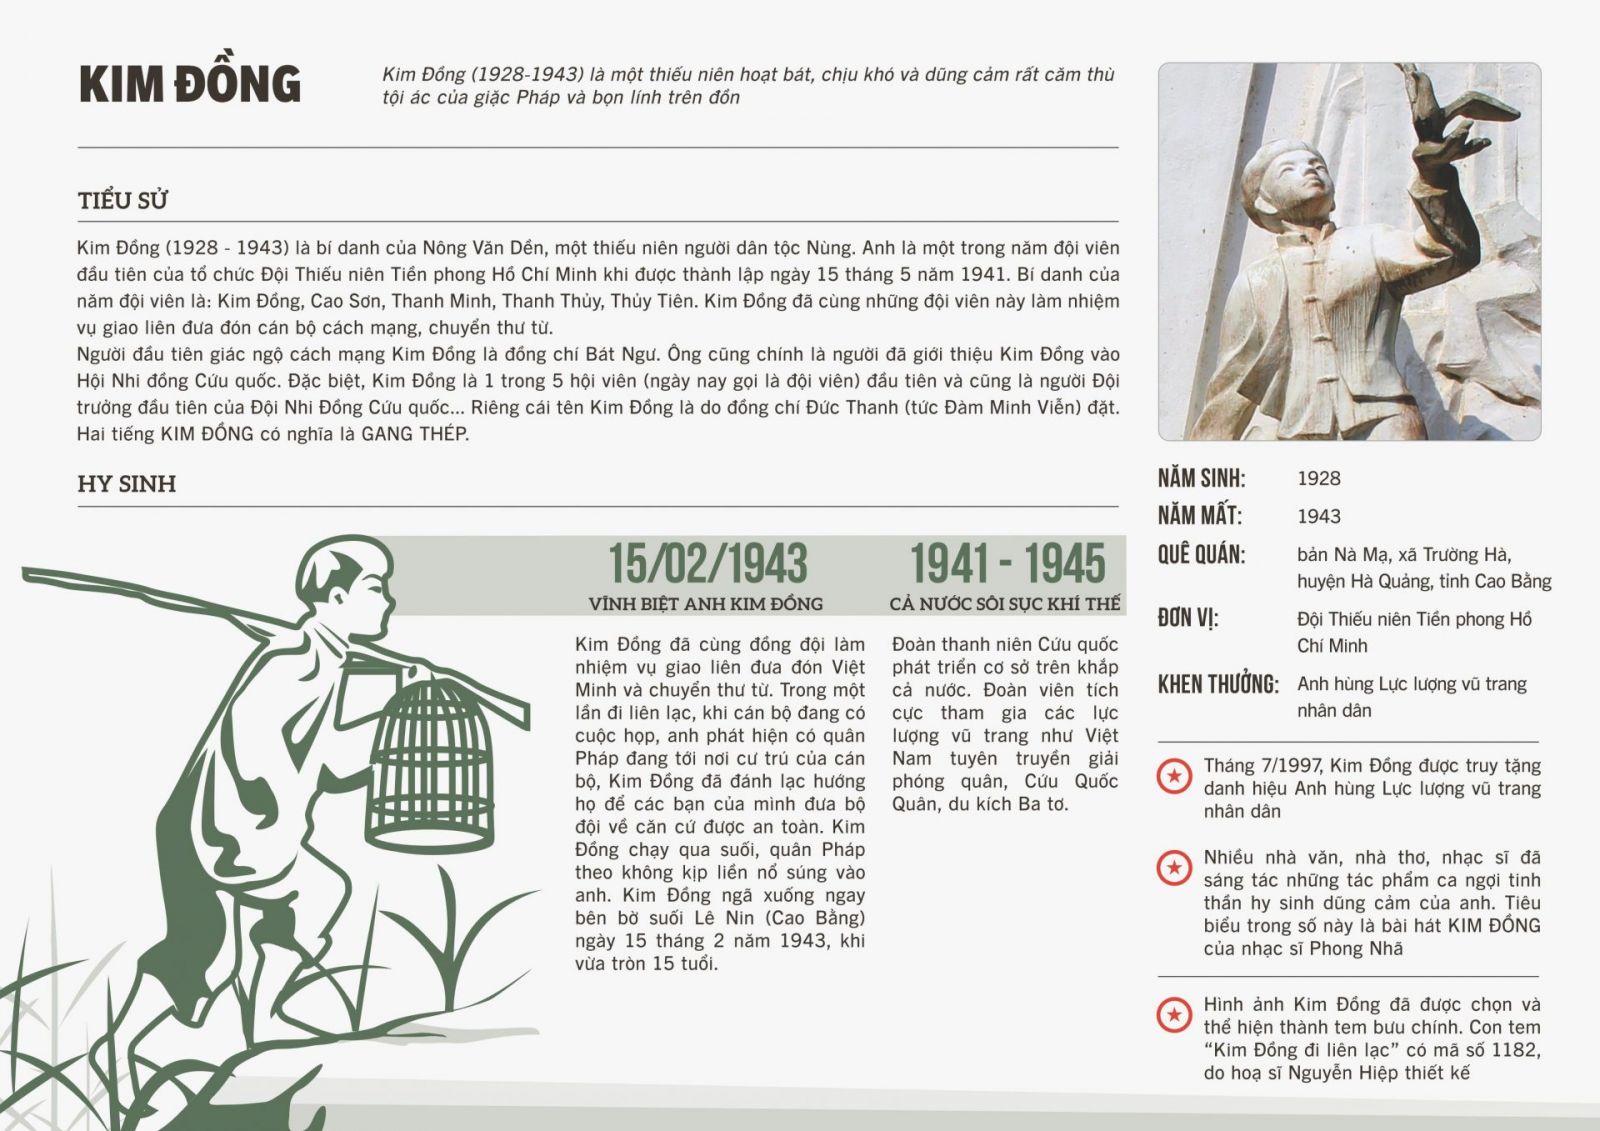 KIM ĐỒNG
Kim Đồng (1928-1943) là một thiếu niên hoạt bát, chịu khó và dũng cảm rất căm thù
tội ác của giặc Pháp và bọn lính trên đồn
TIỂU SỬ
Kim Đồng (1928 - 1943) là bí danh của Nông Văn Dền, một thiếu niên người dân tộc Nùng. Anh là một trong năm đội viên
đầu tiên của tổ chức Đội Thiếu niên Tiền phong Hồ Chí Minh khi được thành lập ngày 15 tháng 5 năm 1941. Bí danh của
năm đội viên là: Kim Đồng, Cao Sơn, Thanh Minh, Thanh Thủy, Thủy Tiên. Kim Đồng đã cùng những đội viên này làm nhiệm
vụ giao liên đưa đón cán bộ cách mạng, chuyển thư từ.
Người đầu tiên giác ngộ cách mạng Kim Đồng là đồng chí Bát Ngư. Ông cũng chính là người đã giới thiệu Kim Đồng vào
Hội Nhi đồng Cứu quốc. Đặc biệt, Kim Đồng là 1 trong 5 hội viên (ngày nay gọi là đội viên) đầu tiên và cũng là người Đội
trưởng đầu tiên của Đội Nhi Đồng Cứu quốc... Riêng cái tên Kim Đồng là do đồng chí Đức Thanh (tức Đàm Minh Viễn) đặt.
Hai tiếng KIM ĐỒNG có nghĩa là GANG THÉP.
HY SINH
15/02/1943
VĨNH BIỆT ANH KIM ĐỒNG
Kim Đồng đã cùng đồng đội làm
nhiệm vụ giao liên đưa đón Việt
Minh và chuyển thư từ. Trong một
lần đi liên lạc, khi cán bộ đang có
cuộc họp, anh phát hiện có quân
Pháp đang tới nơi cư trú của cán
bộ, Kim Đồng đã đánh lạc hướng
họ để các bạn của mình đưa bộ
đội về căn cứ được an toàn. Kim
Đồng chạy qua suối, quân Pháp
theo không kịp liền nổ súng vào
anh. Kim Đồng ngã xuống ngay
bên bờ suối Lê Nin (Cao Bằng)
ngày 15 tháng 2 năm 1943, khi
vừa tròn 15 tuổi.
1941 - 1945
CẢ NƯỚC SÔI SỤC KHÍ THẾ
Đoàn thanh niên Cứu quốc
phát triển cơ sở trên khắp
cả nước. Đoàn viên tích
cực tham gia các lực
lượng vũ trang như Việt
Nam tuyên truyền giải
phóng quân, Cứu Quốc
Quân, du kích Ba tơ.
NĂM SINH: 1928
NĂM MẤT: 1943
QUÊ QUÁN: bản Nà Mạ, xã Trường Hà,
huyện Hà Quảng, tỉnh Cao Bằng
ĐƠN VỊ: Đội Thiếu niên Tiền phong Hồ
Chí Minh
KHEN THƯỞNG: Anh hùng Lực lượng vũ trang
nhân dân
Tháng 7/1997, Kim Đồng được truy tặng
danh hiệu Anh hùng Lực lượng vũ trang
nhân dân
Nhiều nhà văn, nhà thơ, nhạc sĩ đã
sáng tác những tác phẩm ca ngợi tinh
thần hy sinh dũng cảm của anh. Tiêu
biểu trong số này là bài hát KIM ĐỒNG
của nhạc sĩ Phong Nhã
Hình ảnh Kim Đồng đã được chọn và
thể hiện thành tem bưu chính. Con tem
“Kim Đồng đi liên lạc” có mã số 1182,
do hoạ sĩ Nguyễn Hiệp thiết kế